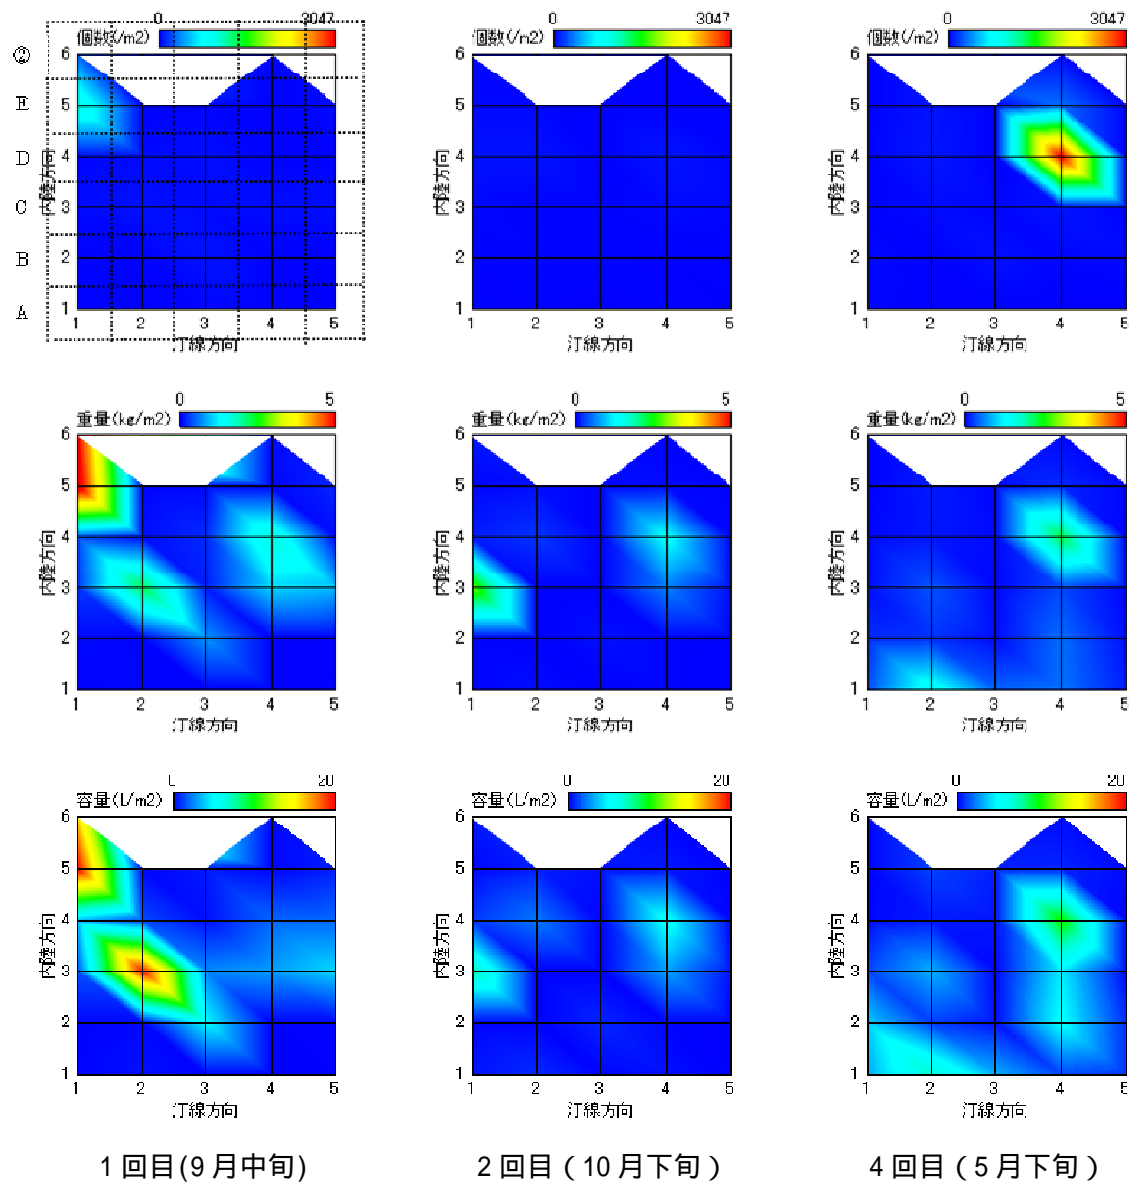 0 3047
個数(/m2)
② 6
E 5
D 4
C 3
B 2
A 1
1 2 3 4 5
内陸方向
汀線方向
0 3047
個数(/m2)
6
5
4
3
2
1
1 2 3 4 5
内陸方向
汀線方向
0 3047
個数(/m2)
6
5
4
3
2
1
1 2 3 4 5
内陸方向
汀線方向
0 5
重量(kg/m2)
6
5
4
3
2
1
1 2 3 4 5
内陸方向
汀線方向
0 5
重量(kg/m2)
6
5
4
3
2
1
1 2 3 4 5
内陸方向
汀線方向
0 5
重量(kg/m2)
6
5
4
3
2
1
1 2 3 4 5
内陸方向
汀線方向
0 20
容量(L/m2)
6
5
4
3
2
1
1 2 3 4 5
内陸方向
汀線方向
0 20
容量(L/m2)
6
5
4
3
2
1
1 2 3 4 5
内陸方向
汀線方向
0 20
容量(L/m2)
6
5
4
3
2
1
1 2 3 4 5
内陸方向
汀線方向
1 回目(9 月中旬)
2 回目（10 月下旬）
4 回目（5 月下旬）